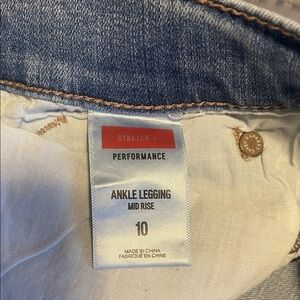 STRETCH
PERFORMANCE
ANKLE LEGGING
MID RISE
10
MADE IN CHINA
FABRIQUÉ EN CHINE